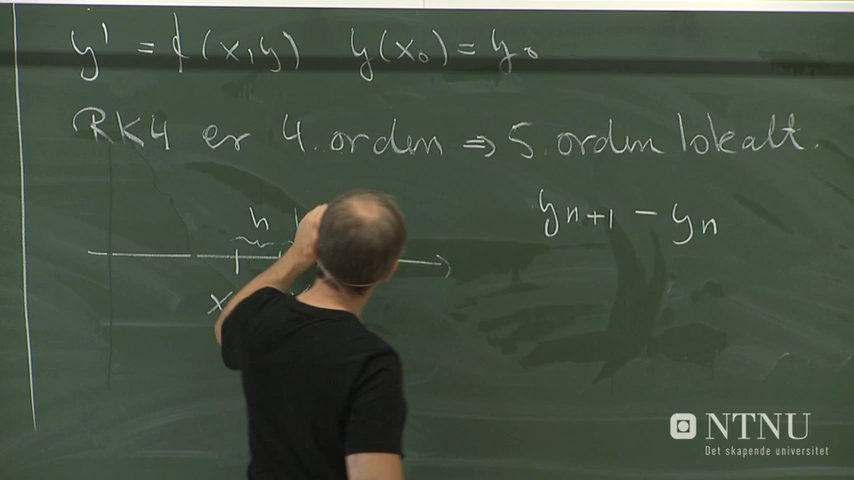 y' = f(x,y) y(x₀) = y₀
RK4 er 4. orden ⇒ 5. orden lokalt.
h h
yₙ₊₁ - yₙ
x
NTNU
Det skapende universitet